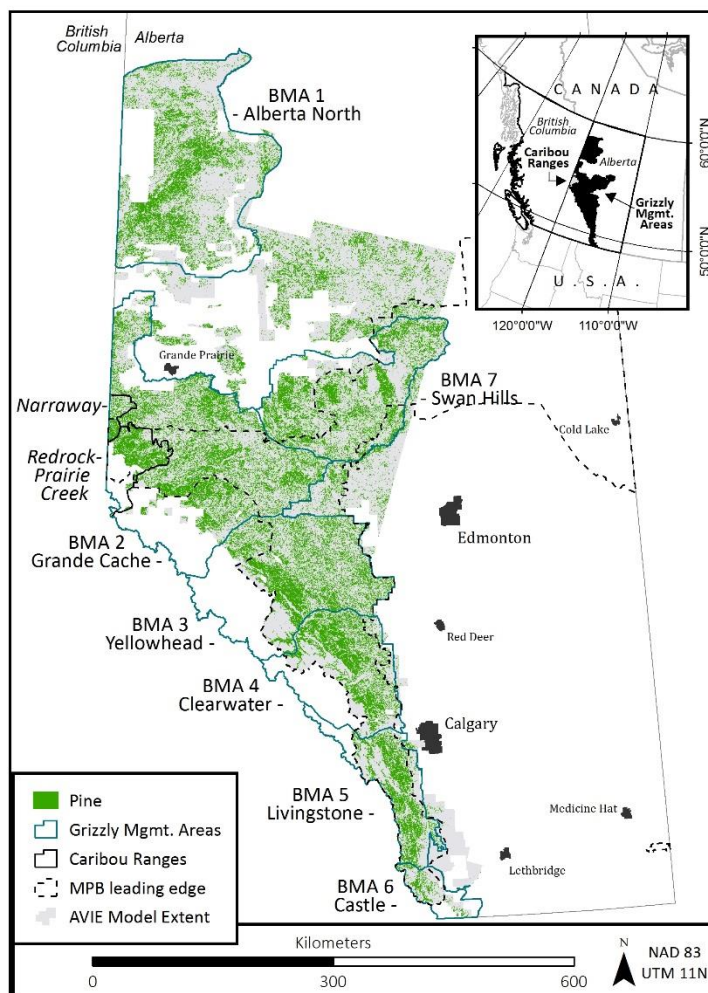 British
Columbia
Alberta
BMA 1
- Alberta North
CANADA
British
Columbia
Alberta
Caribou
Ranges
Grizzly
Mgmt.
Areas
U.S.A.
60°0'0"N
50°0'0"N
120°0'0"W
110°0'0"W
Grande Prairie
BMA 7
- Swan Hills
Narraway-
Cold Lake
Redrock-
Prairie
Creek
Edmonton
BMA 2
Grande Cache -
BMA 3
Yellowhead -
Red Deer
BMA 4
Clearwater -
Calgary
BMA 5
Livingstone -
Medicine Hat
Lethbridge
BMA 6
Castle -
Pine
Grizzly Mgmt. Areas
Caribou Ranges
MPB leading edge
AVIE Model Extent
Kilometers
0 300 600
N
NAD 83
UTM 11N